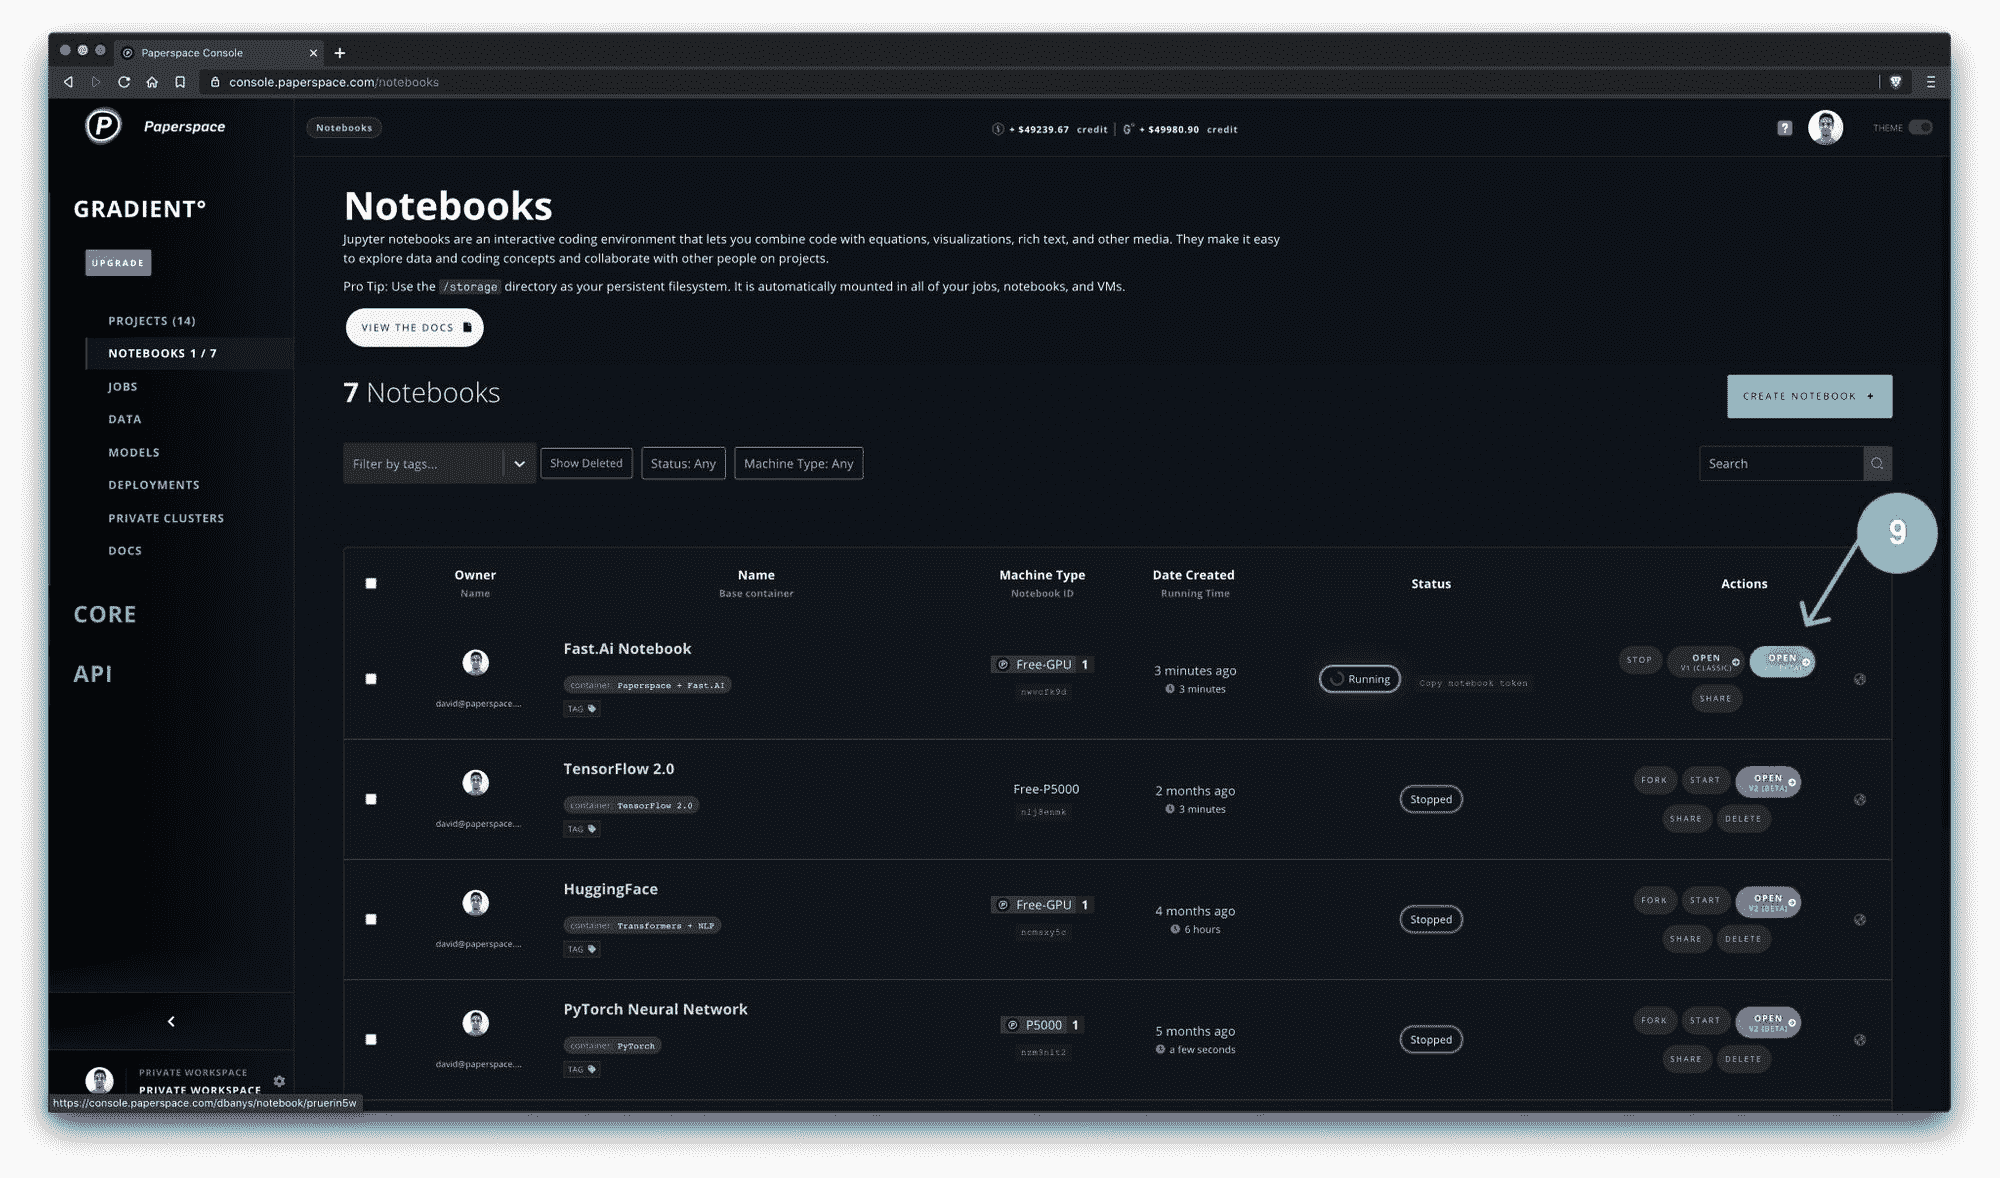 Paperspace Console
console.paperspace.com/notebooks
P Paperspace
Notebooks
+ $49239.67 credit
G° + $49980.90 credit
?
THEME
GRADIENT°
UPGRADE
PROJECTS (14)
NOTEBOOKS 1 / 7
JOBS
DATA
MODELS
DEPLOYMENTS
PRIVATE CLUSTERS
DOCS
CORE
API
PRIVATE WORKSPACE
PRIVATE WORKSPACE
https://console.paperspace.com/dbanys/notebook/pruerin5w
Notebooks
Jupyter notebooks are an interactive coding environment that lets you combine code with equations, visualizations, rich text, and other media. They make it easy
to explore data and coding concepts and collaborate with other people on projects.
Pro Tip: Use the /storage directory as your persistent filesystem. It is automatically mounted in all of your jobs, notebooks, and VMs.
VIEW THE DOCS
7 Notebooks
CREATE NOTEBOOK +
Filter by tags...
Show Deleted
Status: Any
Machine Type: Any
Search
9
Owner
Name
Name
Base container
Machine Type
Notebook ID
Date Created
Running Time
Status
Actions
david@paperspace....
Fast.Ai Notebook
container: Paperspace + Fast.AI
TAG
Free-GPU 1
3 minutes ago
3 minutes
Running
Copy notebook token
STOP
OPEN
V1 (CLASSIC)
OPEN
SHARE
david@paperspace....
TensorFlow 2.0
container: TensorFlow 2.0
TAG
Free-P5000
nlj8enmk
2 months ago
3 minutes
Stopped
FORK
START
OPEN
V2 (BETA)
SHARE
DELETE
david@paperspace....
HuggingFace
container: Transformers + NLP
TAG
Free-GPU 1
ncmsxy5c
4 months ago
6 hours
Stopped
FORK
START
OPEN
V2 (BETA)
SHARE
DELETE
david@paperspace....
PyTorch Neural Network
container: PyTorch
TAG
P5000 1
5 months ago
a few seconds
Stopped
FORK
START
OPEN
V2 (BETA)
SHARE
DELETE